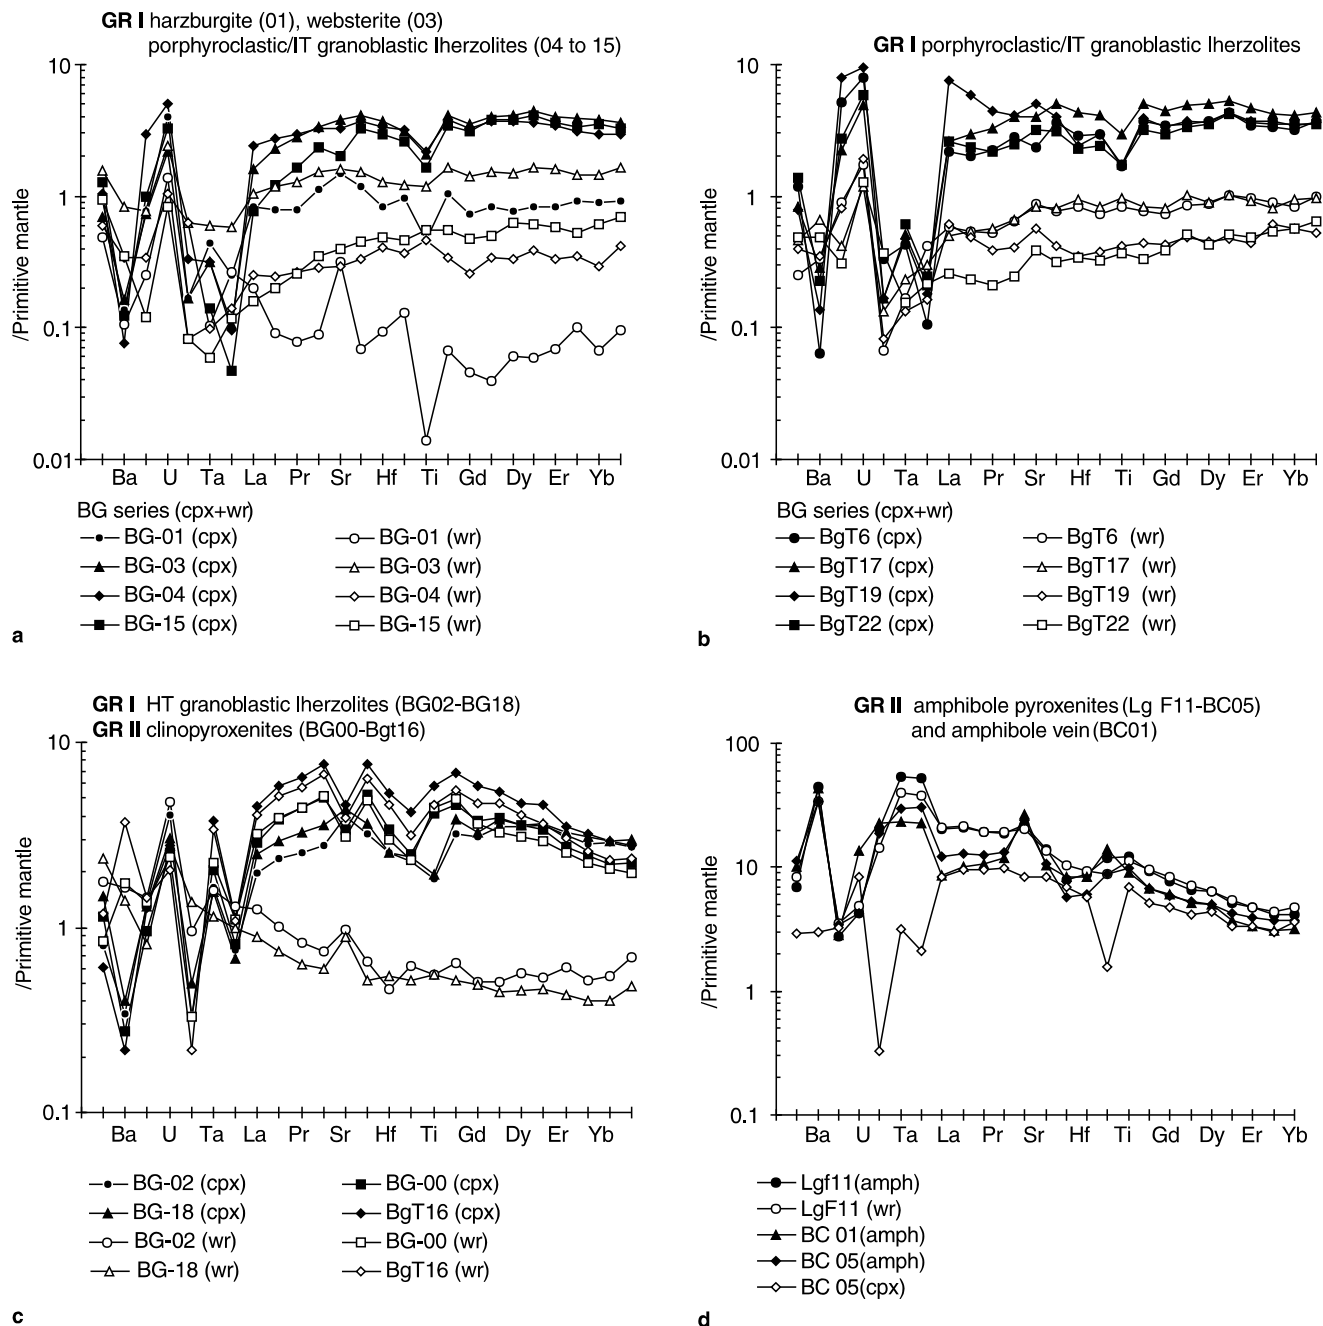 GR I harzburgite (01), websterite (03)
porphyroclastic/IT granoblastic lherzolites (04 to 15)
10
1
0.1
0.01
/Primitive mantle
Ba U Ta La Pr Sr Hf Ti Gd Dy Er Yb
BG series (cpx+wr)
BG-01 (cpx) BG-01 (wr)
BG-03 (cpx) BG-03 (wr)
BG-04 (cpx) BG-04 (wr)
BG-15 (cpx) BG-15 (wr)
a
GR I porphyroclastic/IT granoblastic lherzolites
10
1
0.1
0.01
/Primitive mantle
Ba U Ta La Pr Sr Hf Ti Gd Dy Er Yb
BG series (cpx+wr)
BgT6 (cpx) BgT6 (wr)
BgT17 (cpx) BgT17 (wr)
BgT19 (cpx) BgT19 (wr)
BgT22 (cpx) BgT22 (wr)
b
GR I HT granoblastic lherzolites (BG02-BG18)
GR II clinopyroxenites (BG00-Bgt16)
10
1
0.1
/Primitive mantle
Ba U Ta La Pr Sr Hf Ti Gd Dy Er Yb
BG-02 (cpx) BG-00 (cpx)
BG-18 (cpx) BgT16 (cpx)
BG-02 (wr) BG-00 (wr)
BG-18 (wr) BgT16 (wr)
c
GR II amphibole pyroxenites (Lg F11-BC05)
and amphibole vein (BC01)
100
10
1
0.1
/Primitive mantle
Ba U Ta La Pr Sr Hf Ti Gd Dy Er Yb
Lgf11(amph)
LgF11 (wr)
BC 01(amph)
BC 05(amph)
BC 05(cpx)
d